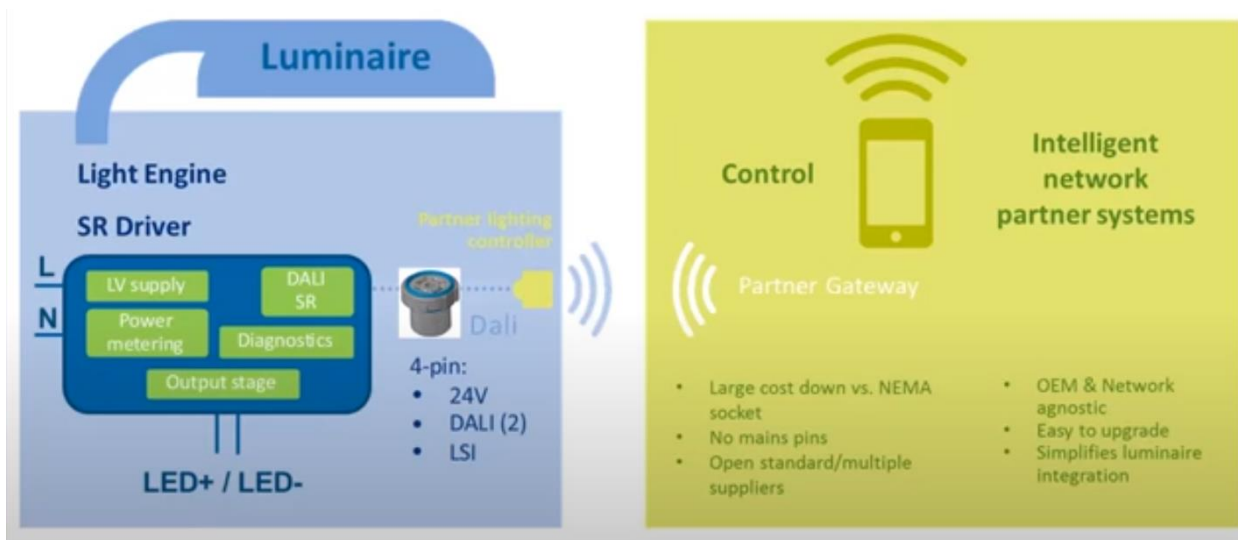 Luminaire
Light Engine
SR Driver
L
N
LV supply
DALI
SR
Power
metering
Diagnostics
Output stage
LED+ / LED-
Partner lighting
controller
Dali
4-pin:
• 24V
• DALI (2)
• LSI
Control
Intelligent
network
partner systems
Partner Gateway
• Large cost down vs. NEMA
socket
• No mains pins
• Open standard/multiple
suppliers
• OEM & Network
agnostic
• Easy to upgrade
• Simplifies luminaire
integration